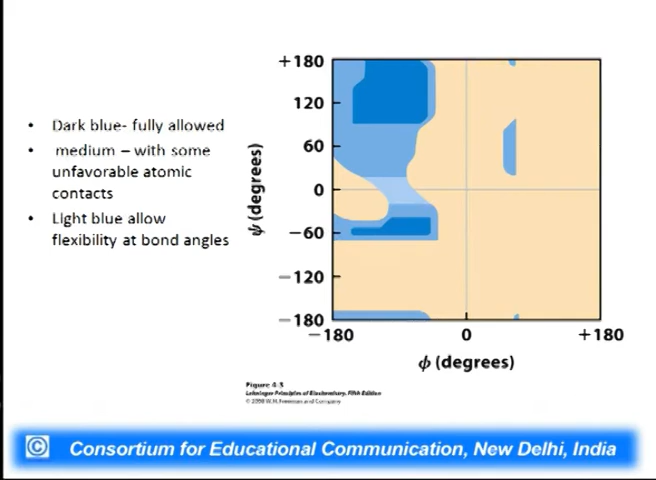 • Dark blue- fully allowed
• medium – with some
unfavorable atomic
contacts
• Light blue allow
flexibility at bond angles
ψ (degrees)
+180
120
60
0
−60
−120
−180
−180 0 +180
ϕ (degrees)
Figure 4-3
Lehninger Principles of Biochemistry, Fifth Edition
© 2008 W. H. Freeman and Company
© Consortium for Educational Communication, New Delhi, India